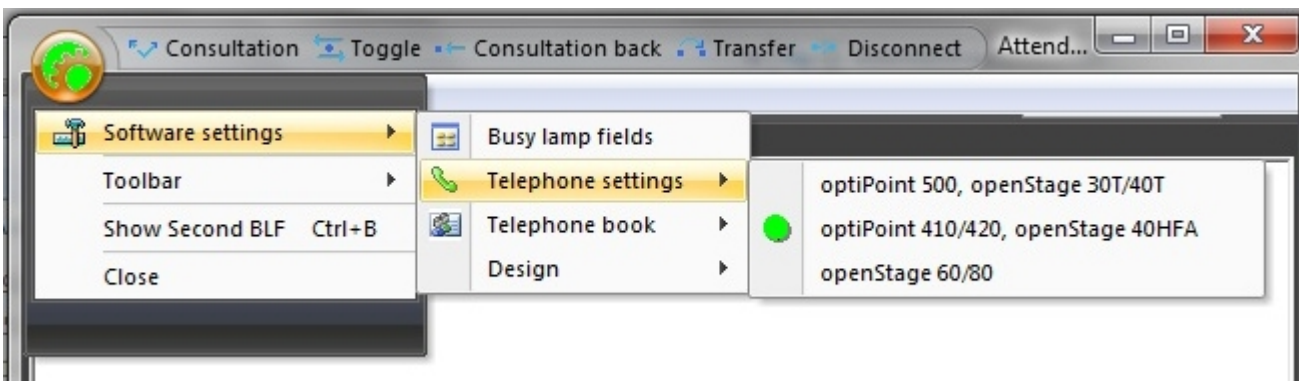 Consultation Toggle Consultation back Transfer Disconnect Attend...
Software settings
Toolbar
Show Second BLF Ctrl+B
Close
Busy lamp fields
Telephone settings
Telephone book
Design
optiPoint 500, openStage 30T/40T
optiPoint 410/420, openStage 40HFA
openStage 60/80